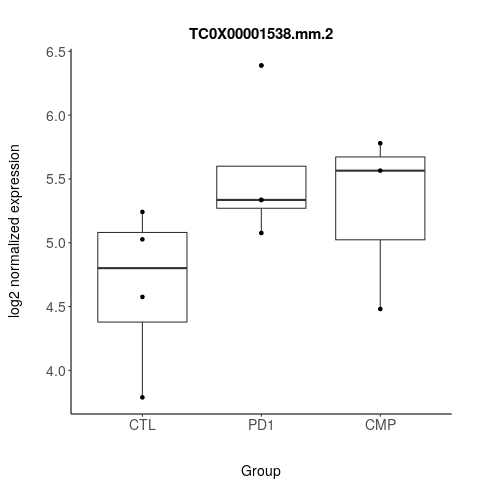 TC0X00001538.mm.2
log2 normalized expression
6.5
6.0
5.5
5.0
4.5
4.0
CTL PD1 CMP
Group